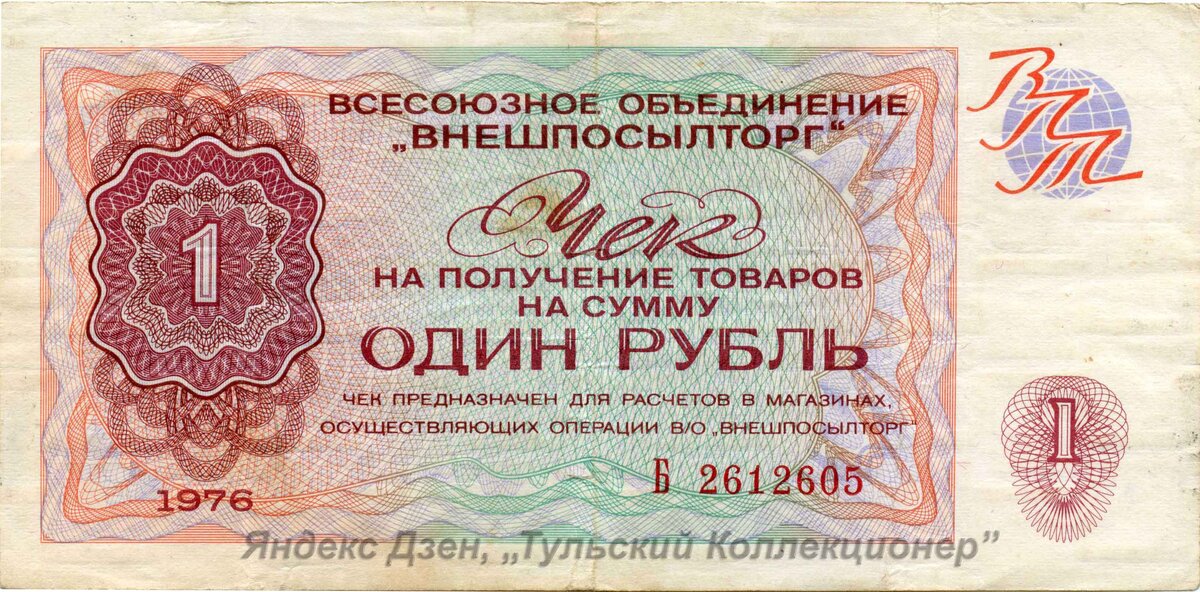 ВСЕСОЮЗНОЕ ОБЪЕДИНЕНИЕ
„ВНЕШПОСЫЛТОРГ“
ВПТ
Чек
НА ПОЛУЧЕНИЕ ТОВАРОВ
НА СУММУ
ОДИН РУБЛЬ
1
ЧЕК ПРЕДНАЗНАЧЕН ДЛЯ РАСЧЕТОВ В МАГАЗИНАХ,
ОСУЩЕСТВЛЯЮЩИХ ОПЕРАЦИИ В/О „ВНЕШПОСЫЛТОРГ“
1
1976
Б 2612605
Яндекс Дзен, „Тульский Коллекционер”